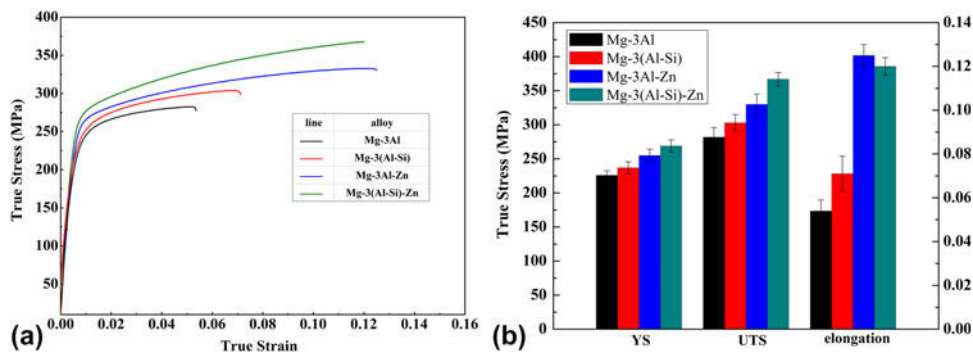 400
350
300
250
200
150
100
50
True Stress (MPa)
line alloy
Mg-3Al
Mg-3(Al-Si)
Mg-3Al-Zn
Mg-3(Al-Si)-Zn
0.00 0.02 0.04 0.06 0.08 0.10 0.12 0.14 0.16
True Strain
(a)
450
400
350
300
250
200
150
100
50
0
True Stress (MPa)
Mg-3Al
Mg-3(Al-Si)
Mg-3Al-Zn
Mg-3(Al-Si)-Zn
0.14
0.12
0.10
0.08
0.06
0.04
0.02
0.00
YS UTS elongation
(b)